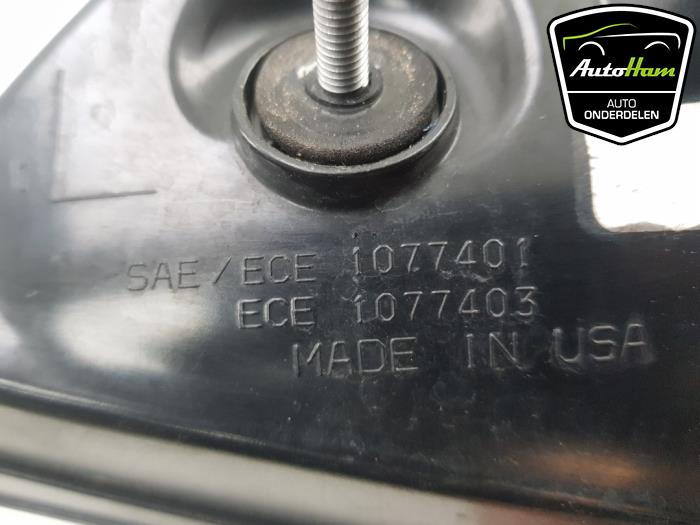 AutoHam
AUTO
ONDERDELEN
SAE/ECE 1077401
ECE 1077403
MADE IN USA